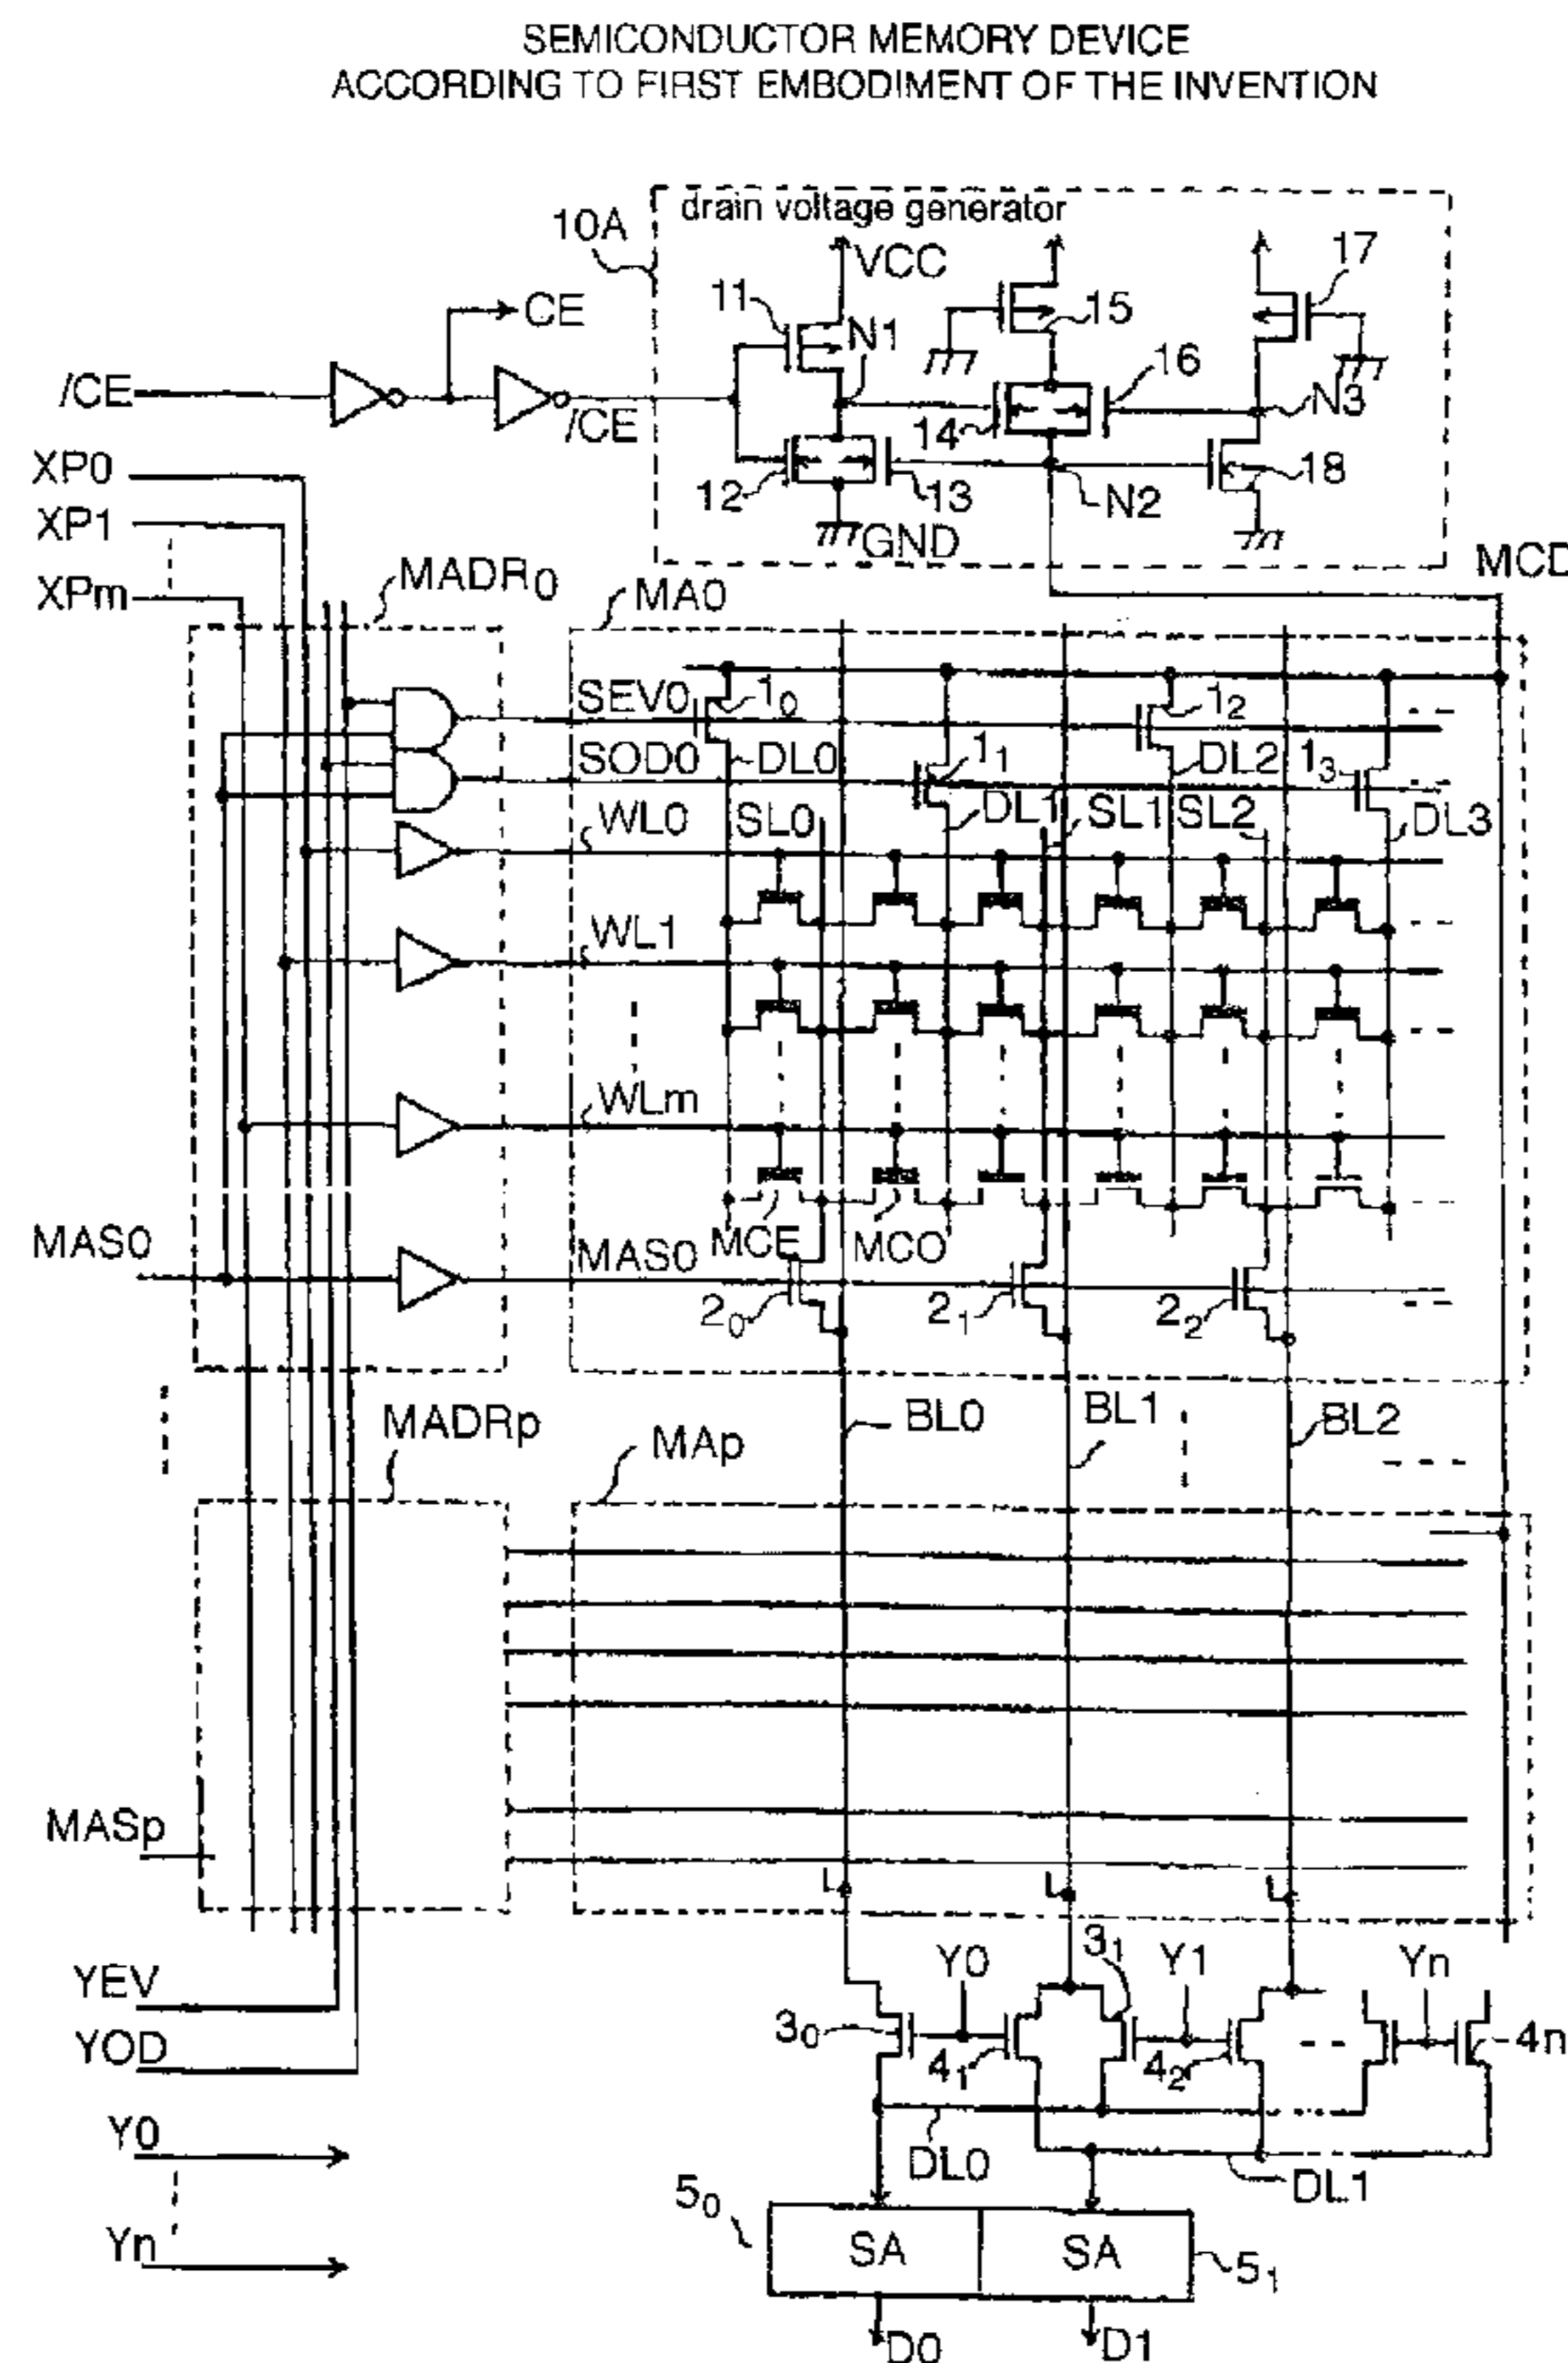 SEMICONDUCTOR MEMORY DEVICE
ACCORDING TO FIRST EMBODIMENT OF THE INVENTION
drain voltage generator
10A
VCC
17
11
CE
N1
15
16
/CE
/CE
14
N3
12
13
18
N2
GND
XP0
XP1
XPm
MADR0
MA0
MCD
SEV0
10
12
SOD0
DL0
11
DL2
13
WL0
SL0
DL1
SL1
SL2
DL3
WL1
WLm
MAS0
MAS0
MCE
MCO
20
21
22
MADRp
MAp
BL0
BL1
BL2
MASp
YEV
YOD
Y0
31
Y1
Yn
30
41
42
4n
Y0
DL0
DL1
Yn
50
SA
SA
51
D0
D1